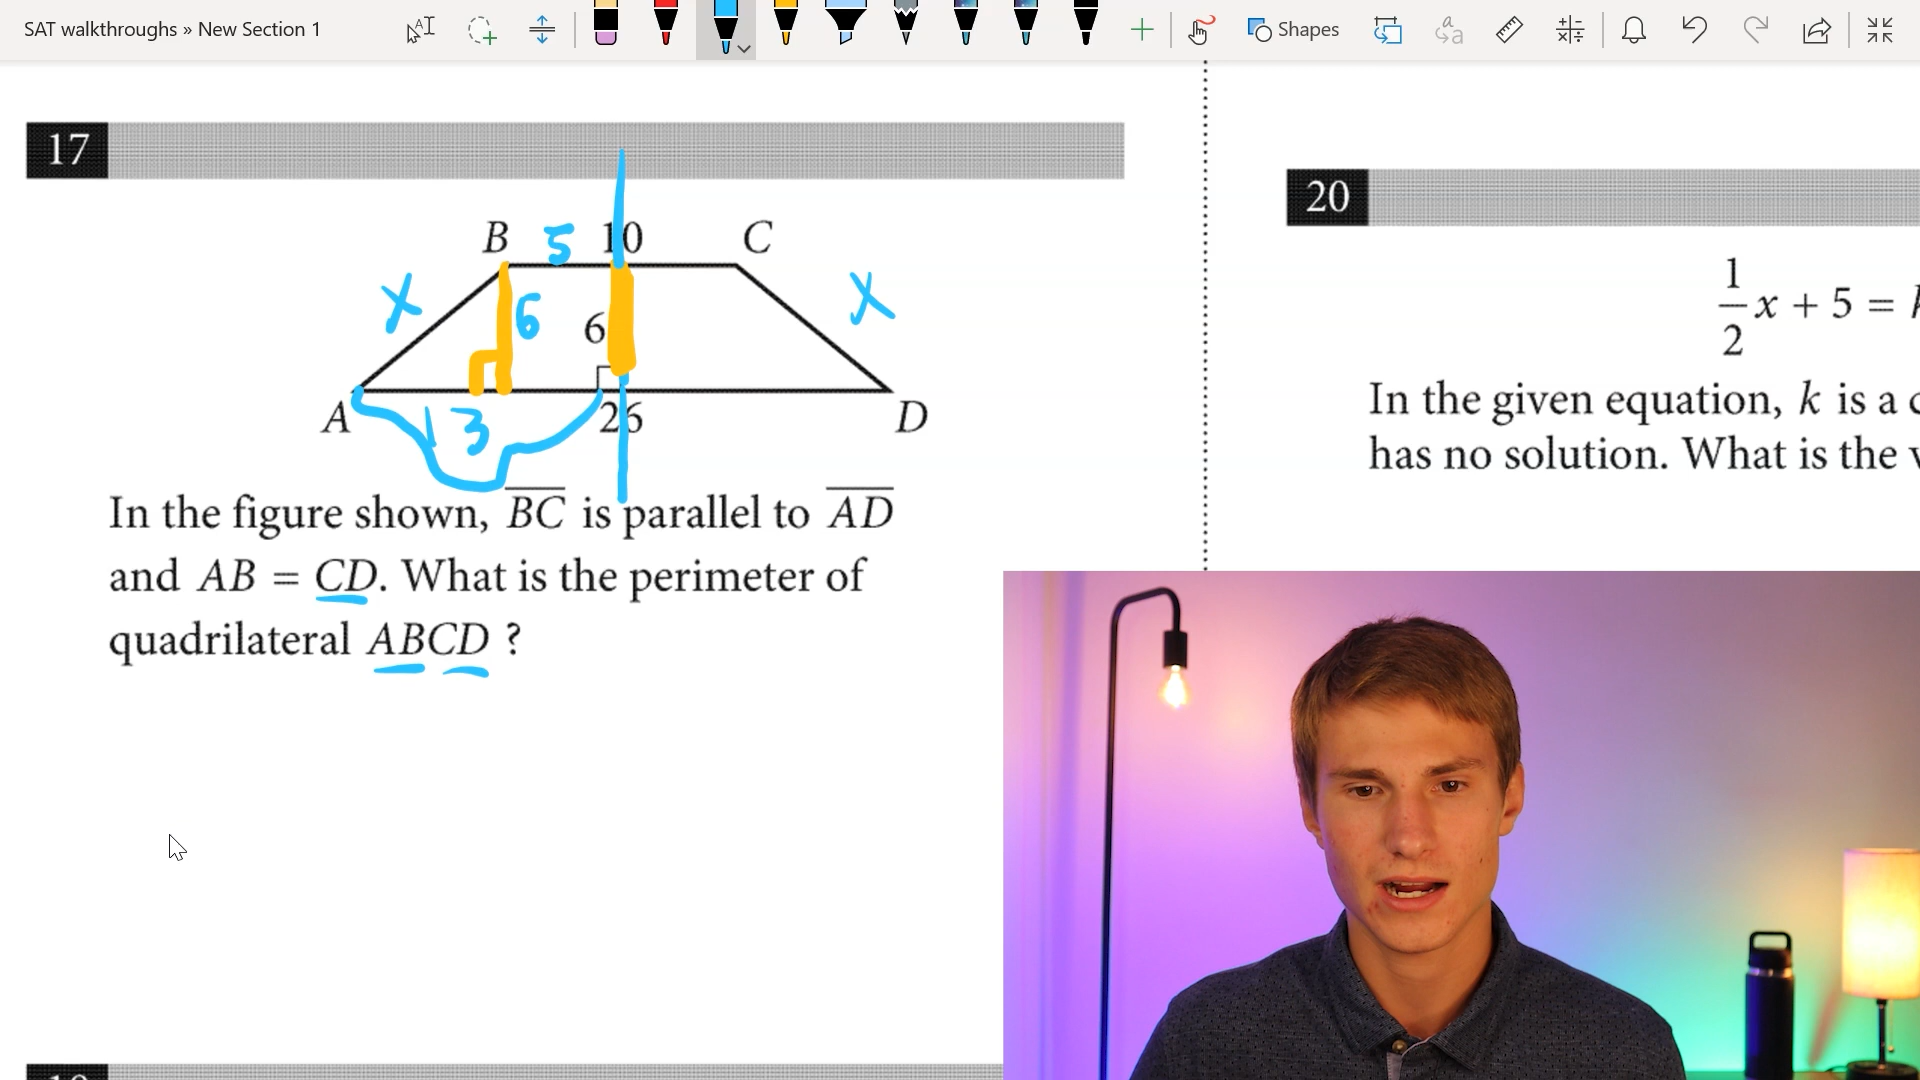 SAT walkthroughs » New Section 1
Shapes
17
B 5 10 C
X 6 6 X
A 13 26 D
In the figure shown, BC is parallel to AD
and AB = CD. What is the perimeter of
quadrilateral ABCD ?
20
1/2 x + 5 =
In the given equation, k is a
has no solution. What is the